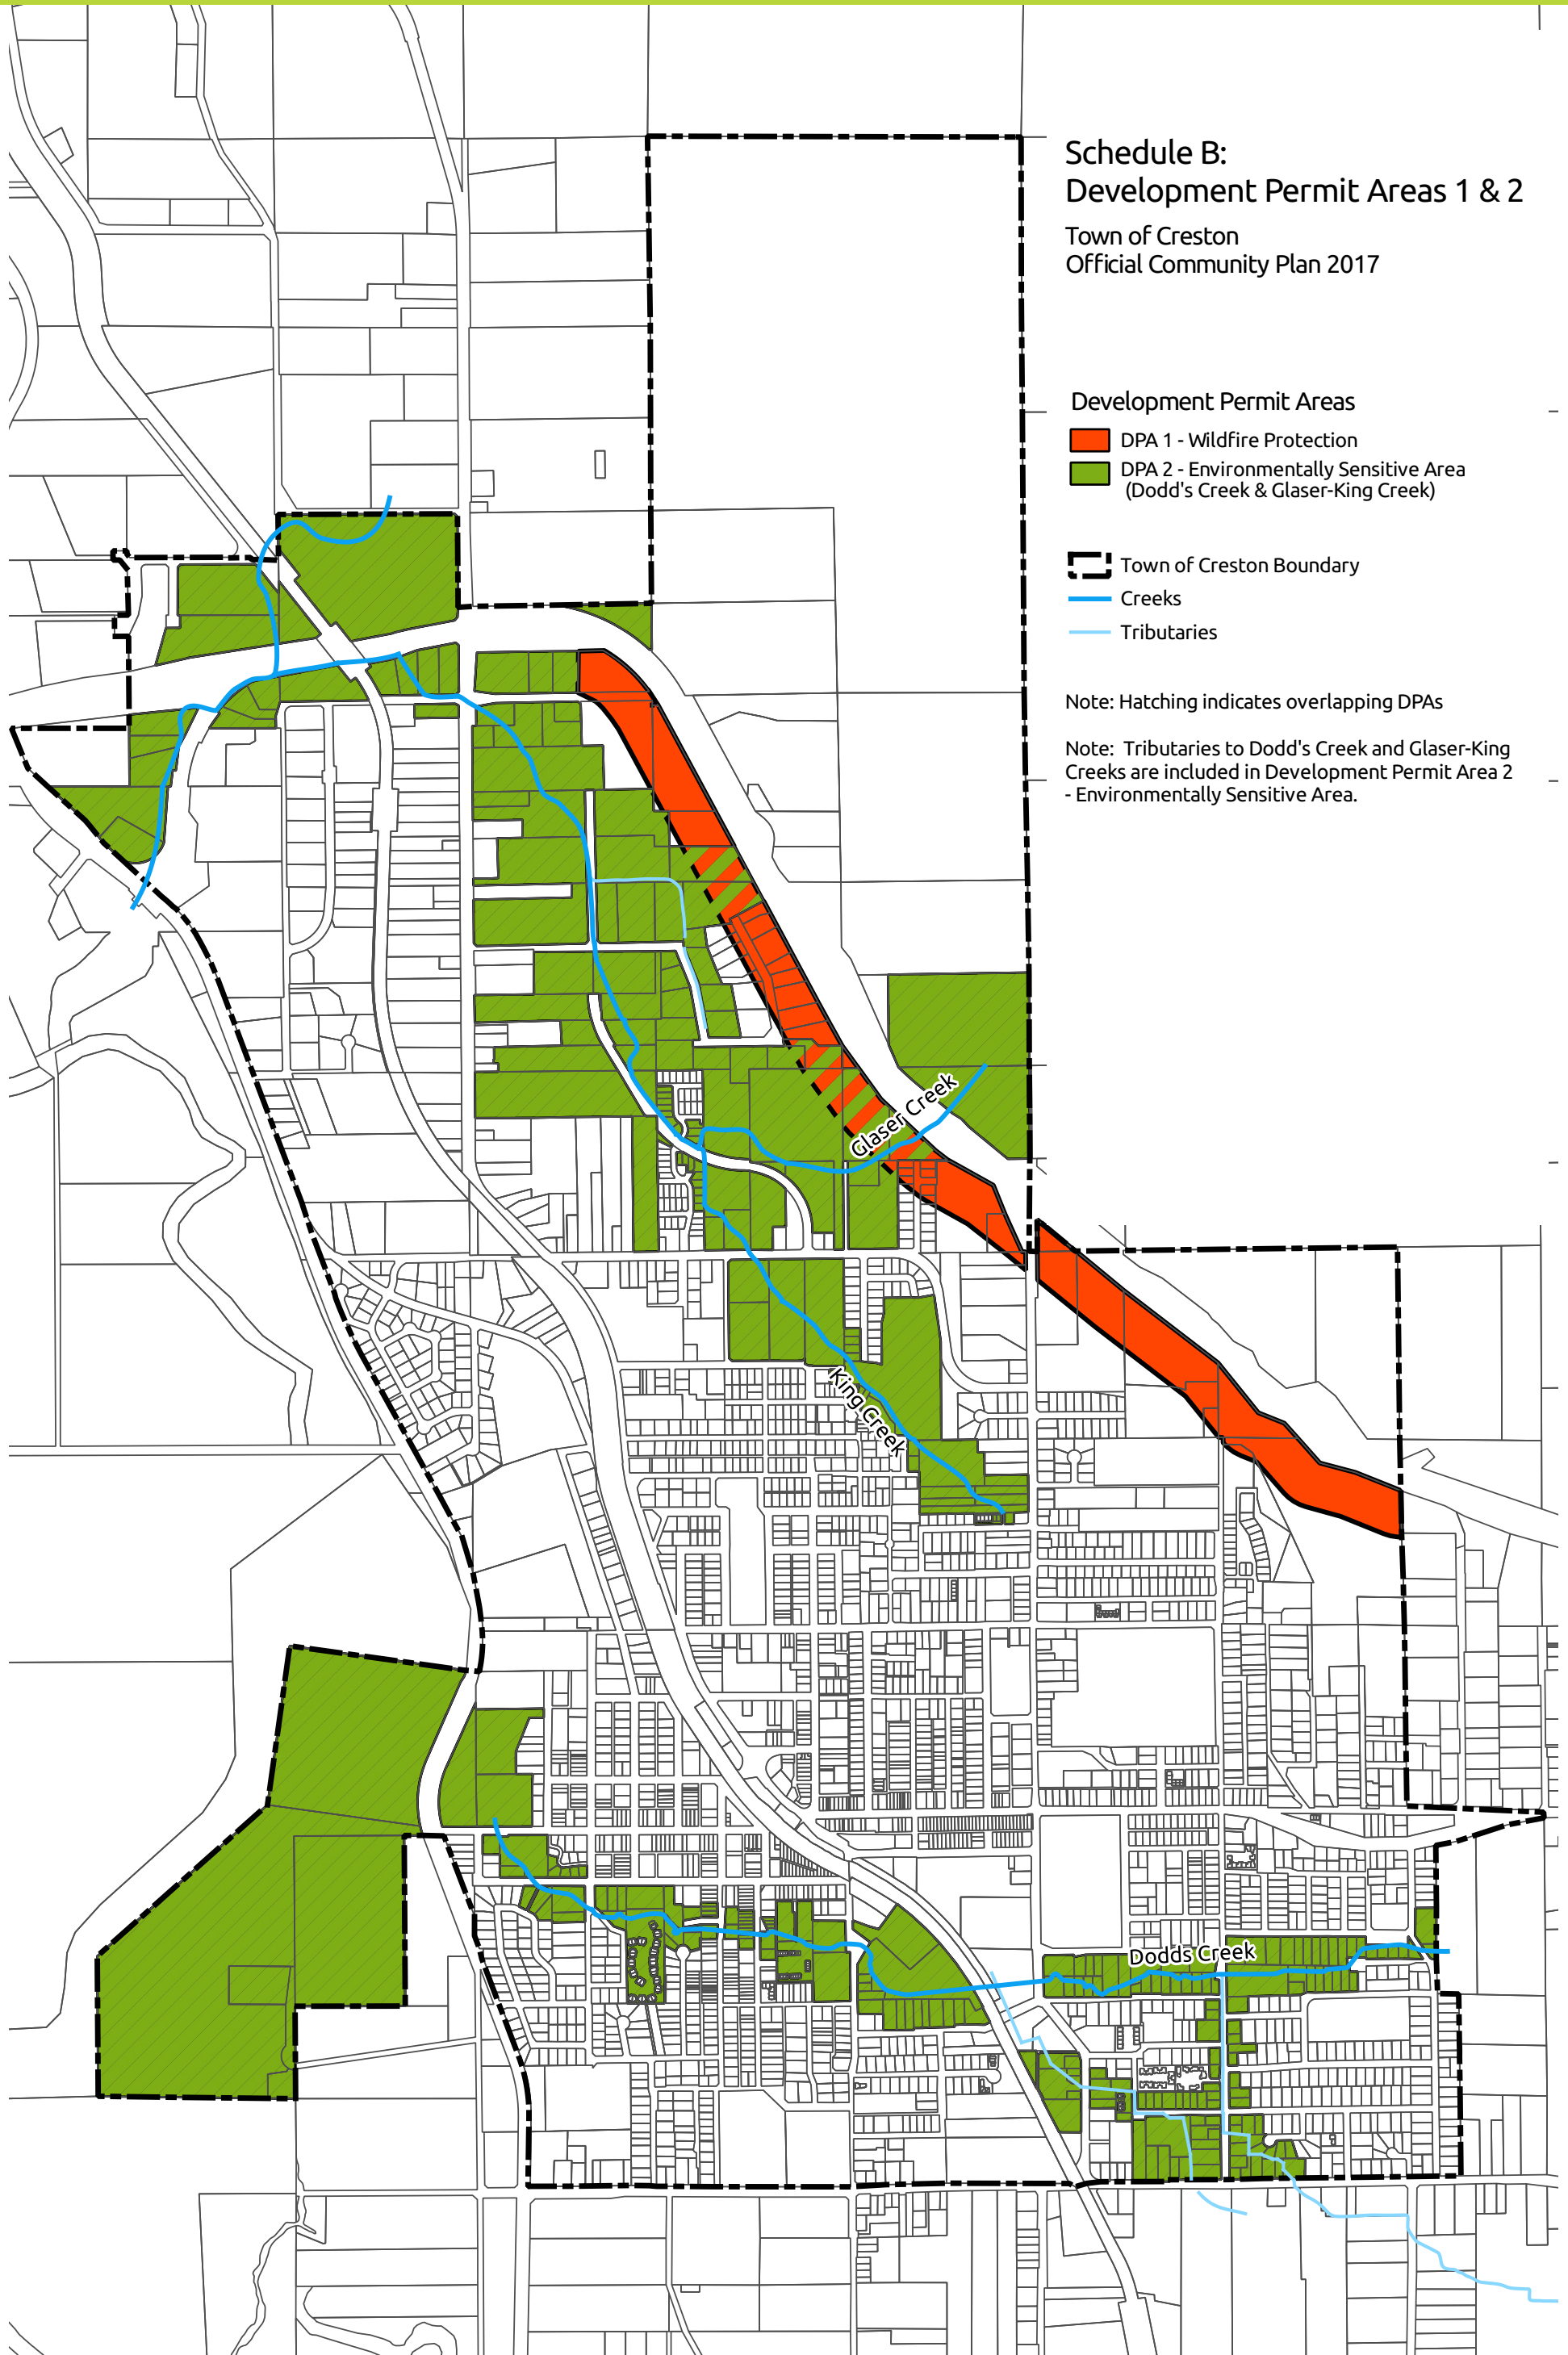 Schedule B:
Development Permit Areas 1 & 2
Town of Creston
Official Community Plan 2017
Development Permit Areas
DPA 1 - Wildfire Protection
DPA 2 - Environmentally Sensitive Area
(Dodd's Creek & Glaser-King Creek)
Town of Creston Boundary
Creeks
Tributaries
Note: Hatching indicates overlapping DPAs
Note: Tributaries to Dodd's Creek and Glaser-King
Creeks are included in Development Permit Area 2
- Environmentally Sensitive Area.
Glaser Creek
King Creek
Dodds Creek